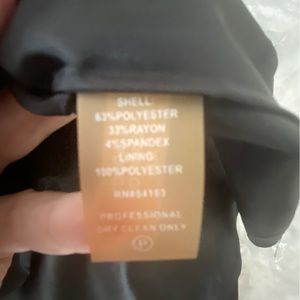 SHELL:
63%POLYESTER
33%RAYON
4%SPANDEX
LINING:
100%POLYESTER
RN#54163
PROFESSIONAL
DRY CLEAN ONLY
P